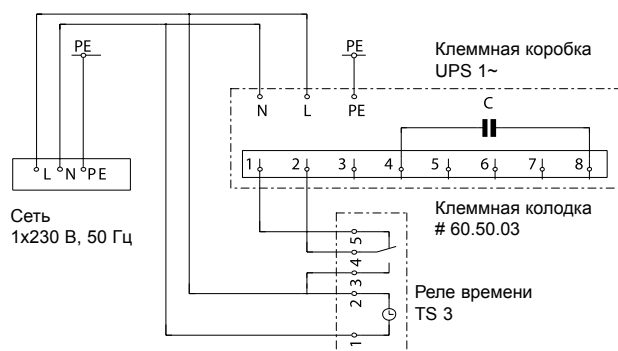 PE
PE
Клеммная коробка
UPS 1~
N L PE
C
1 2 3 4 5 6 7 8
L N PE
Сеть
1x230 В, 50 Гц
Клеммная колодка
# 60.50.03
5
4
3
2
1
Реле времени
TS 3